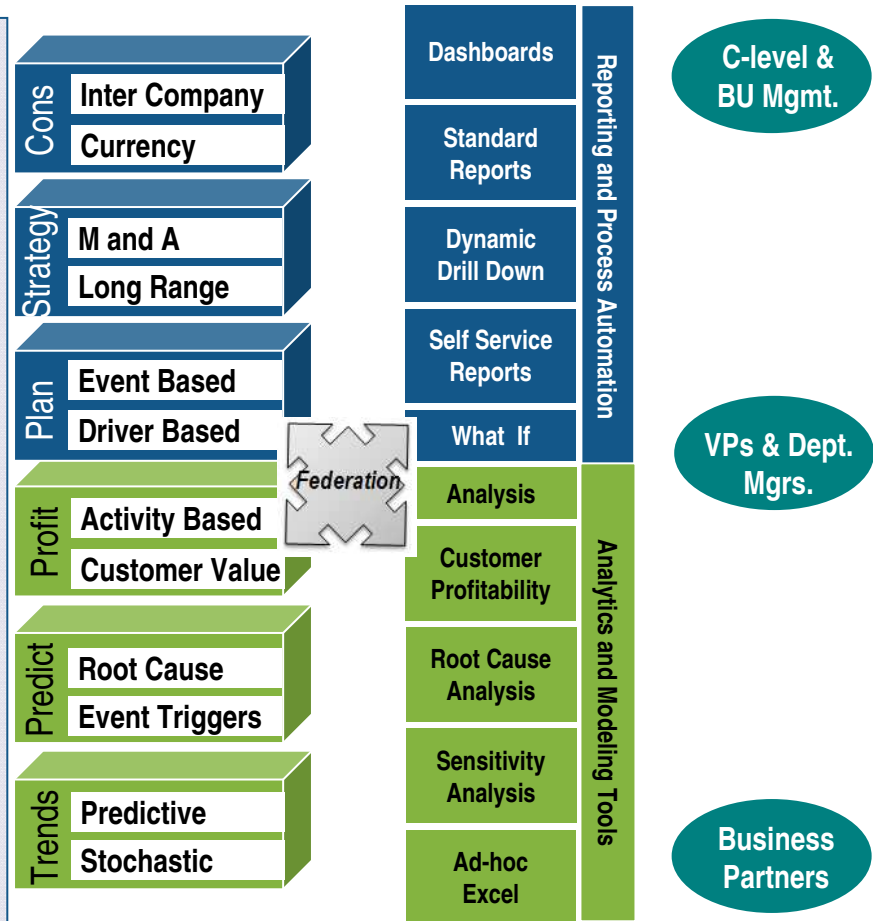 Cons
Inter Company
Currency
Strategy
M and A
Long Range
Plan
Event Based
Driver Based
Profit
Activity Based
Customer Value
Predict
Root Cause
Event Triggers
Trends
Predictive
Stochastic
Federation
Dashboards
Standard
Reports
Dynamic
Drill Down
Self Service
Reports
What If
Analysis
Customer
Profitability
Root Cause
Analysis
Sensitivity
Analysis
Ad-hoc
Excel
Reporting and Process Automation
Analytics and Modeling Tools
C-level &
BU Mgmt.
VPs & Dept.
Mgrs.
Business
Partners